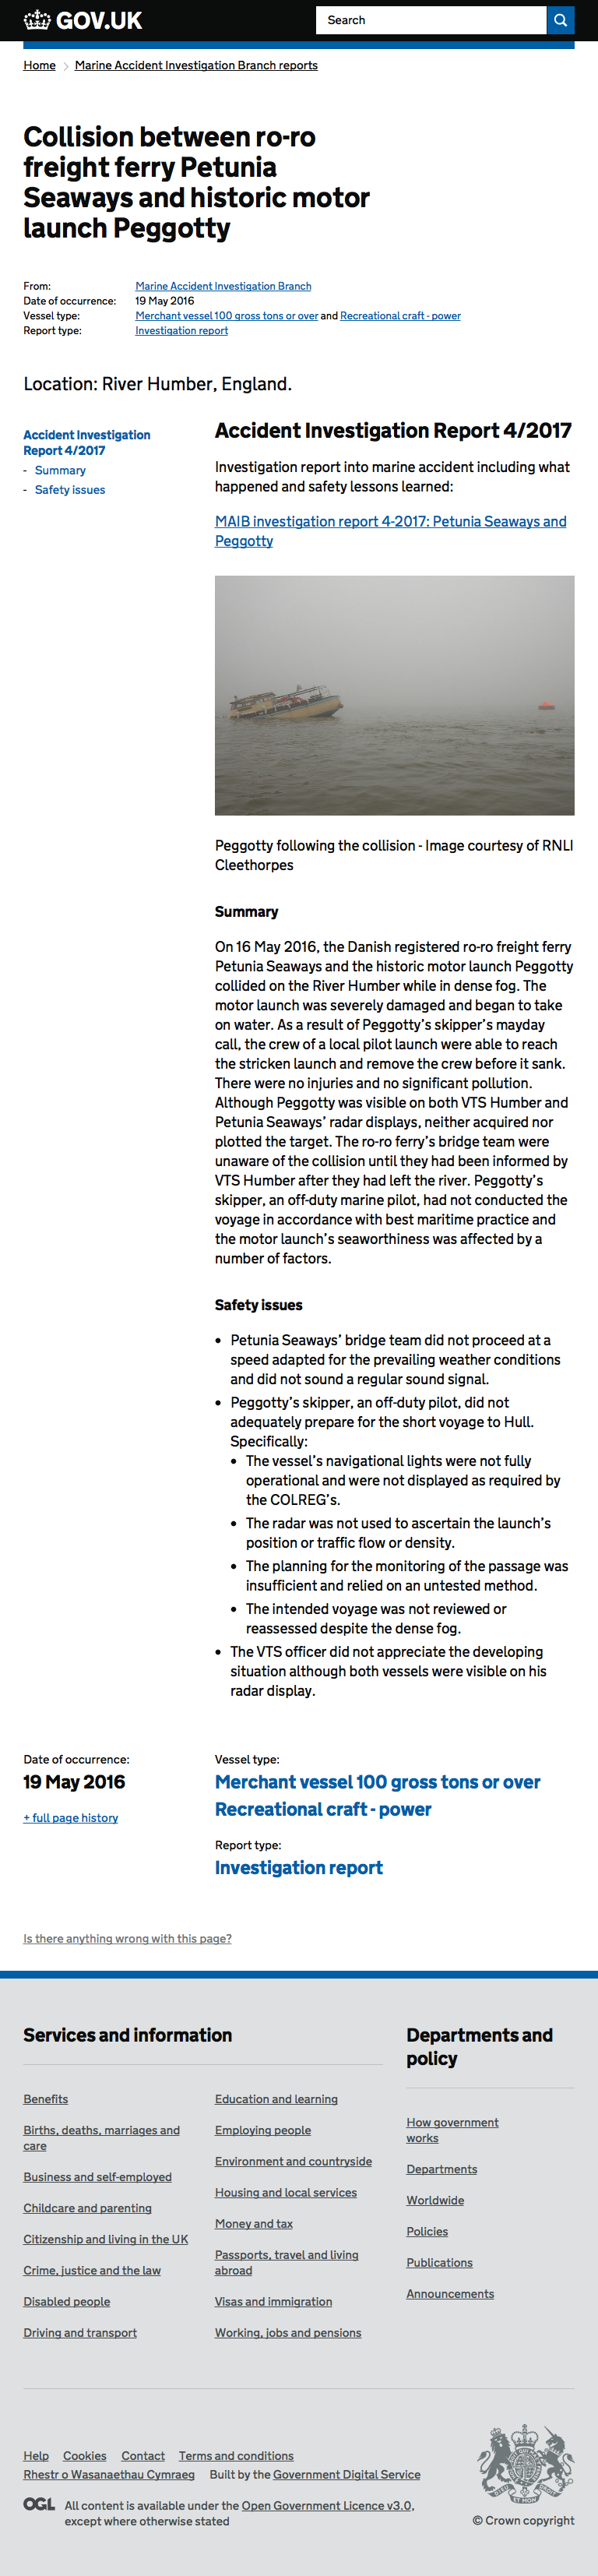 GOV.UK
Search
Home
Marine Accident Investigation Branch reports
Collision between ro-ro
freight ferry Petunia
Seaways and historic motor
launch Peggotty
From:
Marine Accident Investigation Branch
Date of occurrence:
19 May 2016
Vessel type:
Merchant vessel 100 gross tons or over and Recreational craft - power
Report type:
Investigation report
Location: River Humber, England.
Accident Investigation
Report 4/2017
- Summary
- Safety issues
Accident Investigation Report 4/2017
Investigation report into marine accident including what
happened and safety lessons learned:
MAIB investigation report 4-2017: Petunia Seaways and
Peggotty
Peggotty following the collision - Image courtesy of RNLI
Cleethorpes
Summary
On 16 May 2016, the Danish registered ro-ro freight ferry
Petunia Seaways and the historic motor launch Peggotty
collided on the River Humber while in dense fog. The
motor launch was severely damaged and began to take
on water. As a result of Peggotty’s skipper’s mayday
call, the crew of a local pilot launch were able to reach
the stricken launch and remove the crew before it sank.
There were no injuries and no significant pollution.
Although Peggotty was visible on both VTS Humber and
Petunia Seaways’ radar displays, neither acquired nor
plotted the target. The ro-ro ferry’s bridge team were
unaware of the collision until they had been informed by
VTS Humber after they had left the river. Peggotty’s
skipper, an off-duty marine pilot, had not conducted the
voyage in accordance with best maritime practice and
the motor launch’s seaworthiness was affected by a
number of factors.
Safety issues
• Petunia Seaways’ bridge team did not proceed at a
speed adapted for the prevailing weather conditions
and did not sound a regular sound signal.
• Peggotty’s skipper, an off-duty pilot, did not
adequately prepare for the short voyage to Hull.
Specifically:
• The vessel’s navigational lights were not fully
operational and were not displayed as required by
the COLREG’s.
• The radar was not used to ascertain the launch’s
position or traffic flow or density.
• The planning for the monitoring of the passage was
insufficient and relied on an untested method.
• The intended voyage was not reviewed or
reassessed despite the dense fog.
• The VTS officer did not appreciate the developing
situation although both vessels were visible on his
radar display.
Date of occurrence:
19 May 2016
+ full page history
Vessel type:
Merchant vessel 100 gross tons or over
Recreational craft - power
Report type:
Investigation report
Is there anything wrong with this page?
Services and information
Benefits
Births, deaths, marriages and
care
Business and self-employed
Childcare and parenting
Citizenship and living in the UK
Crime, justice and the law
Disabled people
Driving and transport
Education and learning
Employing people
Environment and countryside
Housing and local services
Money and tax
Passports, travel and living
abroad
Visas and immigration
Working, jobs and pensions
Departments and
policy
How government
works
Departments
Worldwide
Policies
Publications
Announcements
Help Cookies Contact Terms and conditions
Rhestr o Wasanaethau Cymraeg Built by the Government Digital Service
OGL
All content is available under the Open Government Licence v3.0,
except where otherwise stated
© Crown copyright